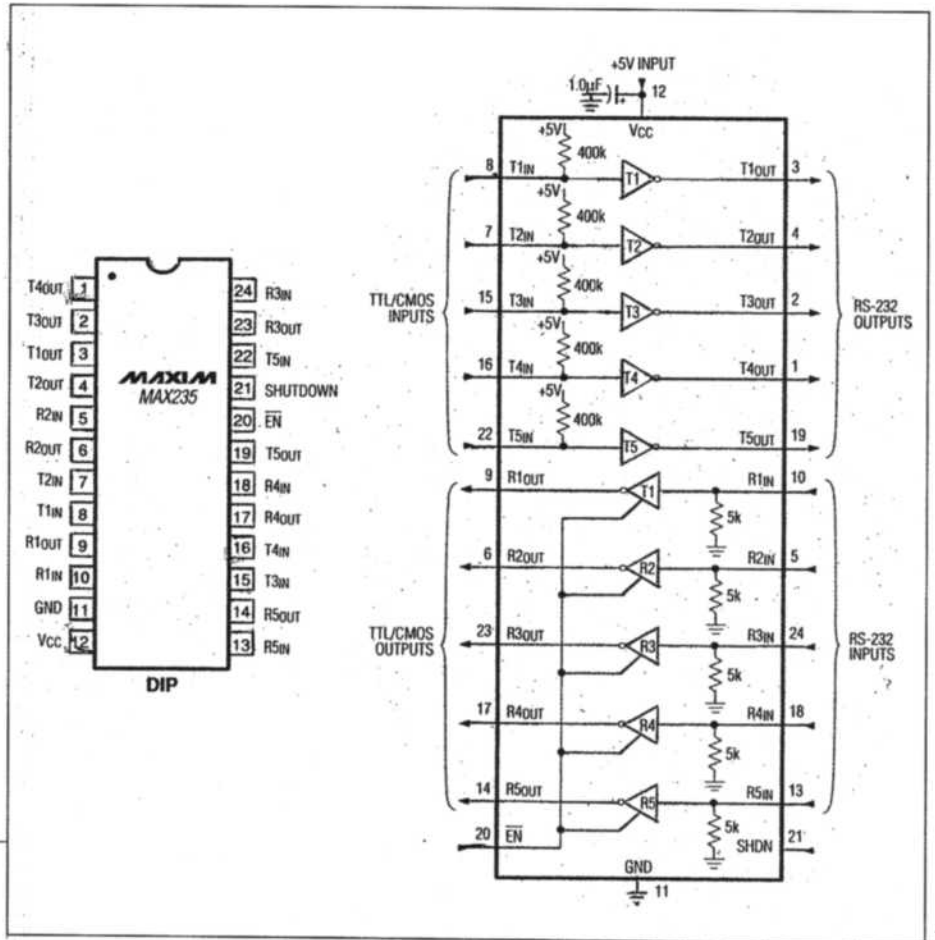 T4OUT 1
T3OUT 2
T1OUT 3
T2OUT 4
R2IN 5
R2OUT 6
T2IN 7
T1IN 8
R1OUT 9
R1IN 10
GND 11
VCC 12
MAXIM
MAX235
24 R3IN
23 R3OUT
22 T5IN
21 SHUTDOWN
20 EN
19 T5OUT
18 R4IN
17 R4OUT
16 T4IN
15 T3IN
14 R5OUT
13 R5IN
DIP
+5V INPUT
1.0µF
+
12
VCC
+5V
400k
8 T1IN T1 T1OUT 3
+5V
400k
7 T2IN T2 T2OUT 4
+5V
400k
15 T3IN T3 T3OUT 2
+5V
400k
16 T4IN T4 T4OUT 1
+5V
400k
22 T5IN T5 T5OUT 19
TTL/CMOS
INPUTS
RS-232
OUTPUTS
9 R1OUT T1 R1IN 10
5k
6 R2OUT R2 R2IN 5
5k
23 R3OUT R3 R3IN 24
5k
17 R4OUT R4 R4IN 18
5k
14 R5OUT R5 R5IN 13
5k
TTL/CMOS
OUTPUTS
RS-232
INPUTS
20 EN SHDN 21
GND
11